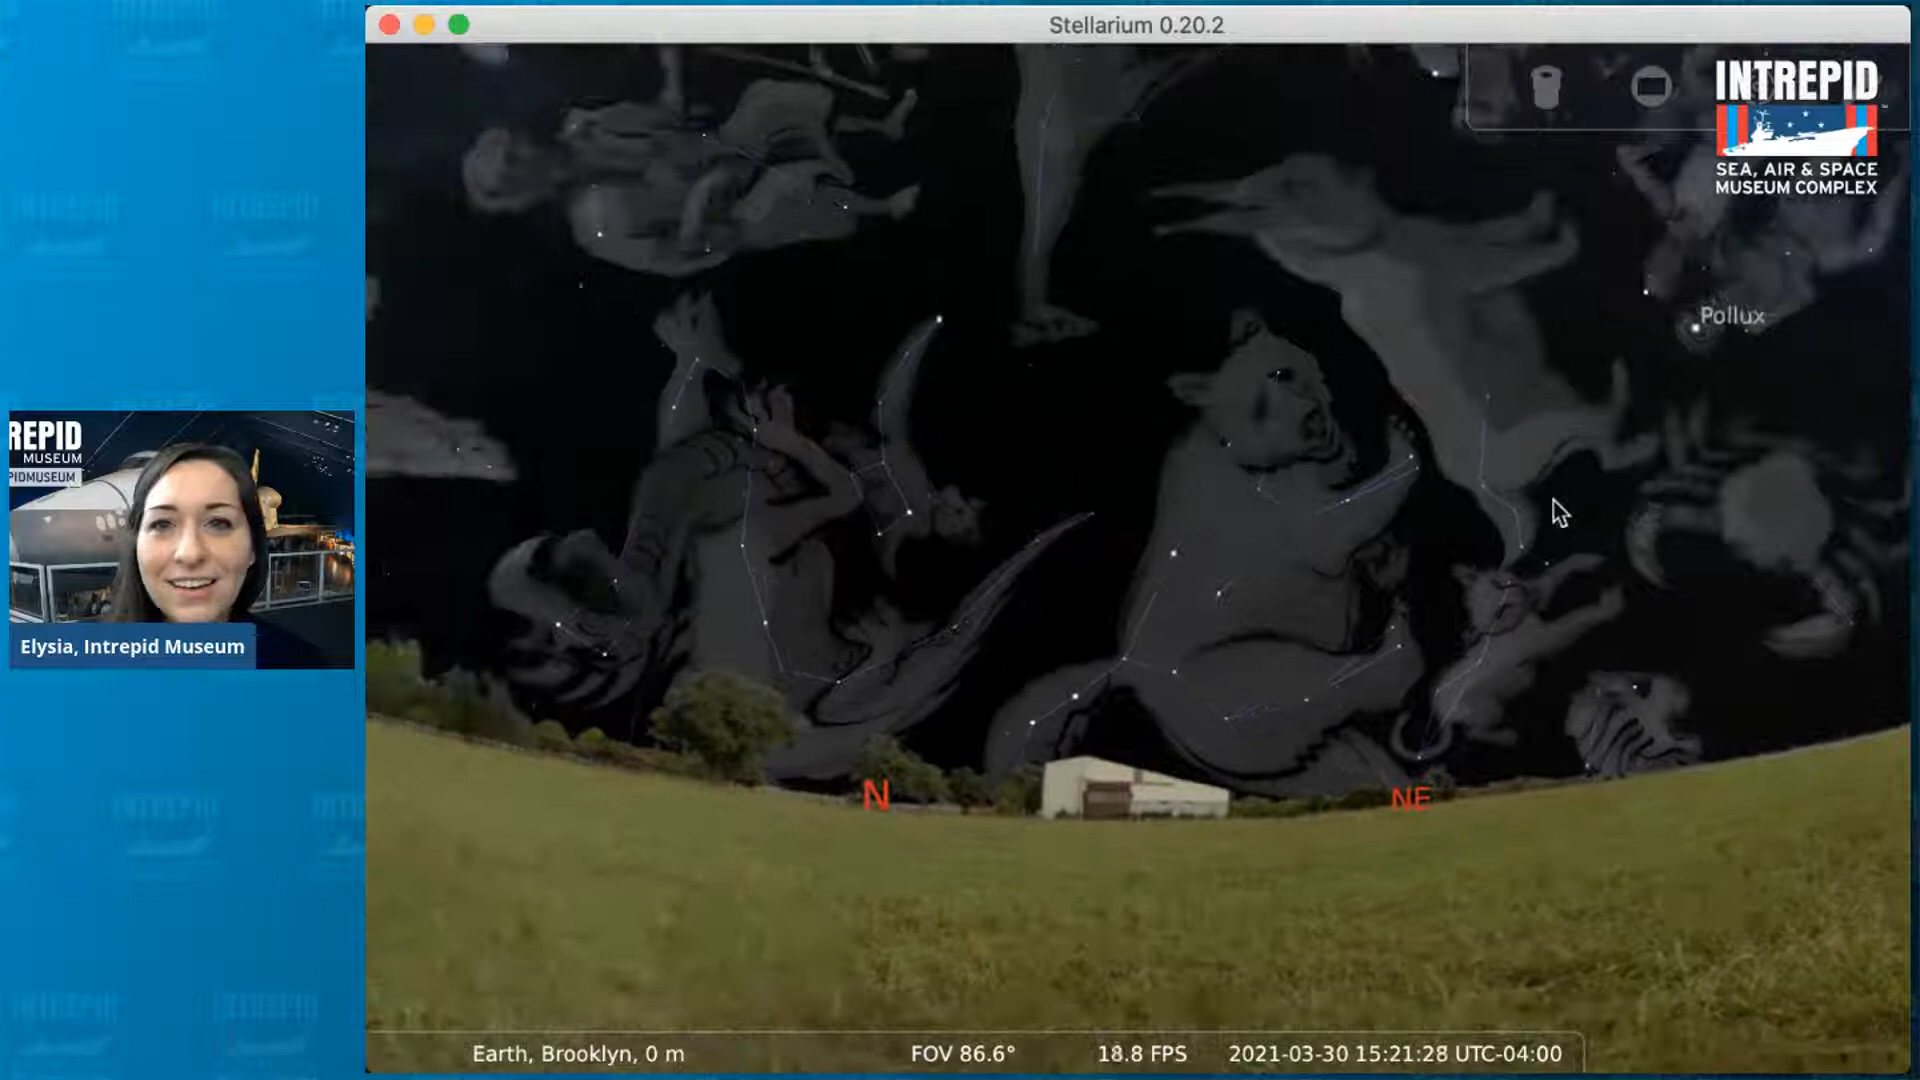 Stellarium 0.20.2
INTREPID
SEA, AIR & SPACE
MUSEUM COMPLEX
Pollux
REPID
MUSEUM
PIDMUSEUM
Elysia, Intrepid Museum
N
NE
Earth, Brooklyn, 0 m
FOV 86.6°
18.8 FPS
2021-03-30 15:21:28 UTC-04:00